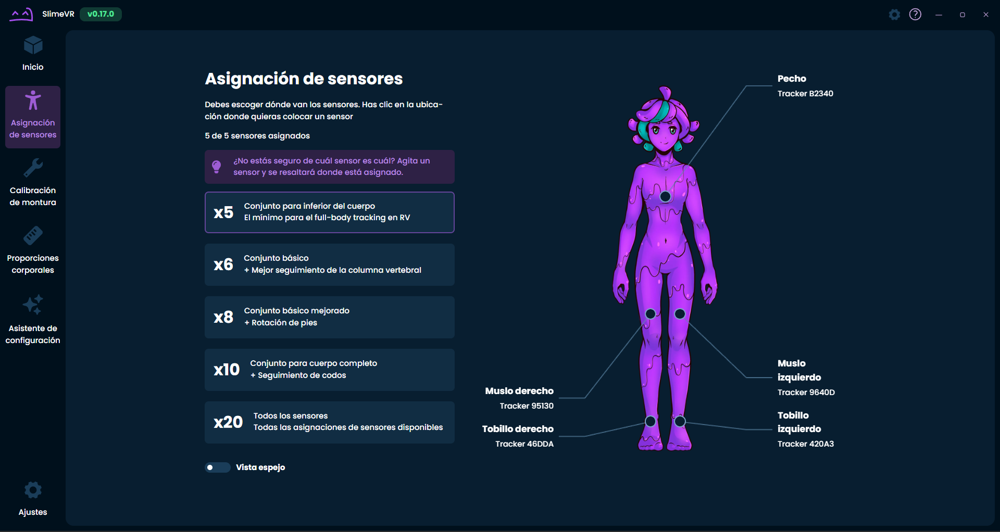 SlimeVR
v0.17.0
Inicio
Asignación
de sensores
Calibración
de montura
Proporciones
corporales
Asistente de
configuración
Ajustes
Asignación de sensores
Debes escoger dónde van los sensores. Has clic en la ubica-
ción donde quieras colocar un sensor
5 de 5 sensores asignados
¿No estás seguro de cuál sensor es cuál? Agita un
sensor y se resaltará donde está asignado.
x5
Conjunto para inferior del cuerpo
El mínimo para el full-body tracking en RV
x6
Conjunto básico
+ Mejor seguimiento de la columna vertebral
x8
Conjunto básico mejorado
+ Rotación de pies
x10
Conjunto para cuerpo completo
+ Seguimiento de codos
x20
Todos los sensores
Todas las asignaciones de sensores disponibles
Vista espejo
Muslo derecho
Tracker 95130
Tobillo derecho
Tracker 46DDA
Pecho
Tracker B2340
Muslo
izquierdo
Tracker 9640D
Tobillo
izquierdo
Tracker 420A3